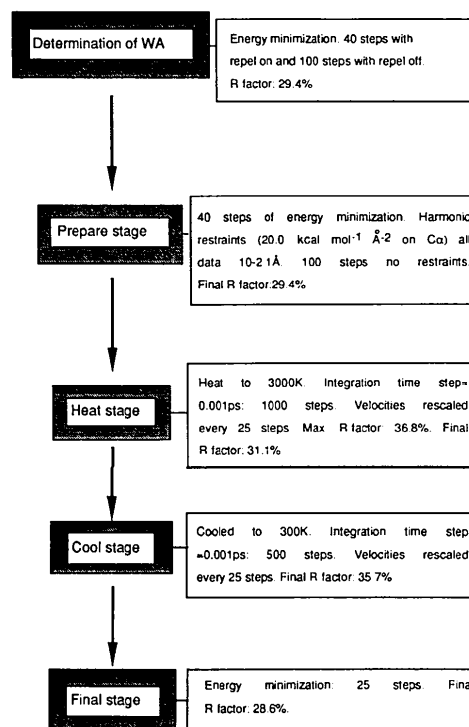 Determination of WA
Energy minimization. 40 steps with
repel on and 100 steps with repel off.
R factor: 29.4%
Prepare stage
40 steps of energy minimization. Harmonic
restraints (20.0 kcal mol-1 Å-2 on Cα) all
data 10-2 1Å. 100 steps no restraints.
Final R factor:29.4%
Heat stage
Heat to 3000K. Integration time step=
0.001ps: 1000 steps. Velocities rescaled
every 25 steps Max R factor: 36.8%. Final
R factor: 31.1%
Cool stage
Cooled to 300K. Integration time step
=0.001ps: 500 steps. Velocities rescaled
every 25 steps. Final R factor: 35.7%
Final stage
Energy minimization: 25 steps. Fina
R factor: 28.6%.